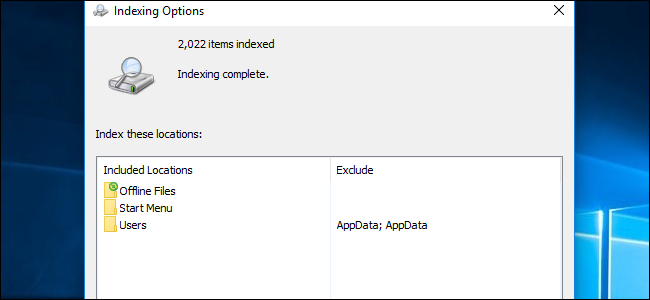 Indexing Options
2,022 items indexed
Indexing complete.
Index these locations:
Included Locations Exclude
Offline Files
Start Menu
Users AppData; AppData